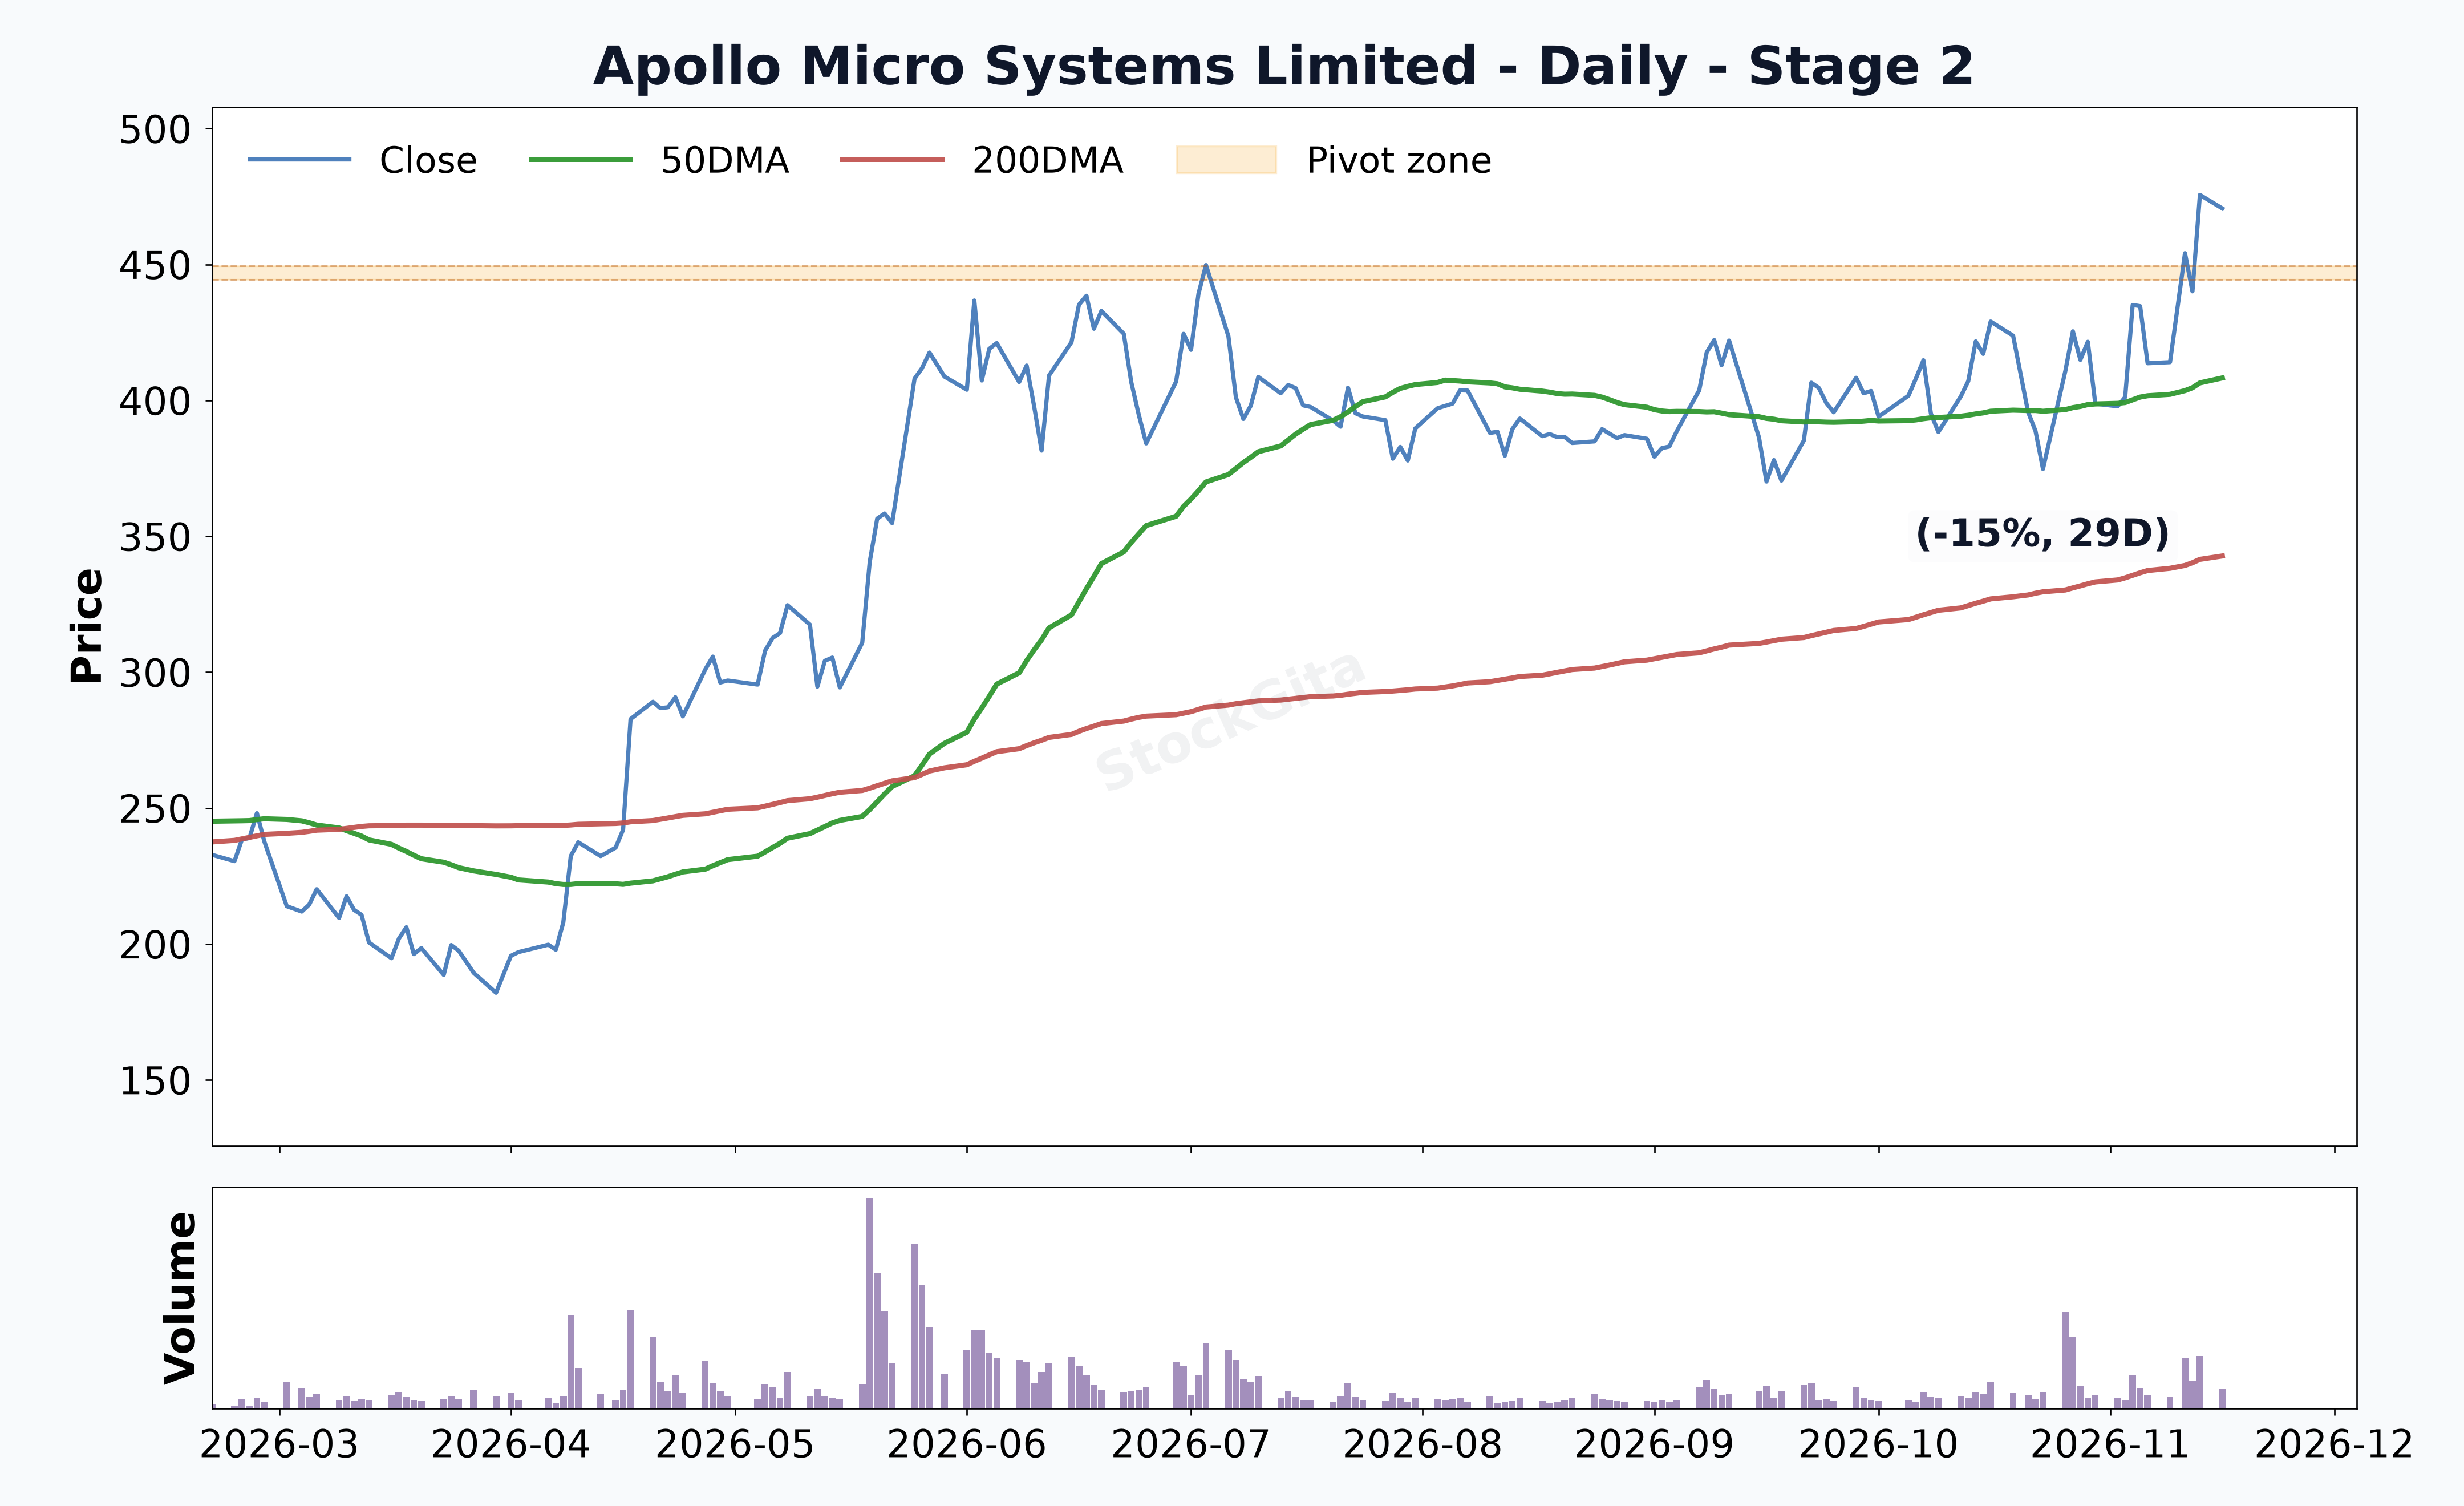 Apollo Micro Systems Limited - Daily - Stage 2
Close 50DMA 200DMA Pivot zone
500
450
400
350
300
250
200
150
Price
(-15%, 29D)
StockGita
Volume
2026-03 2026-04 2026-05 2026-06 2026-07 2026-08 2026-09 2026-10 2026-11 2026-12